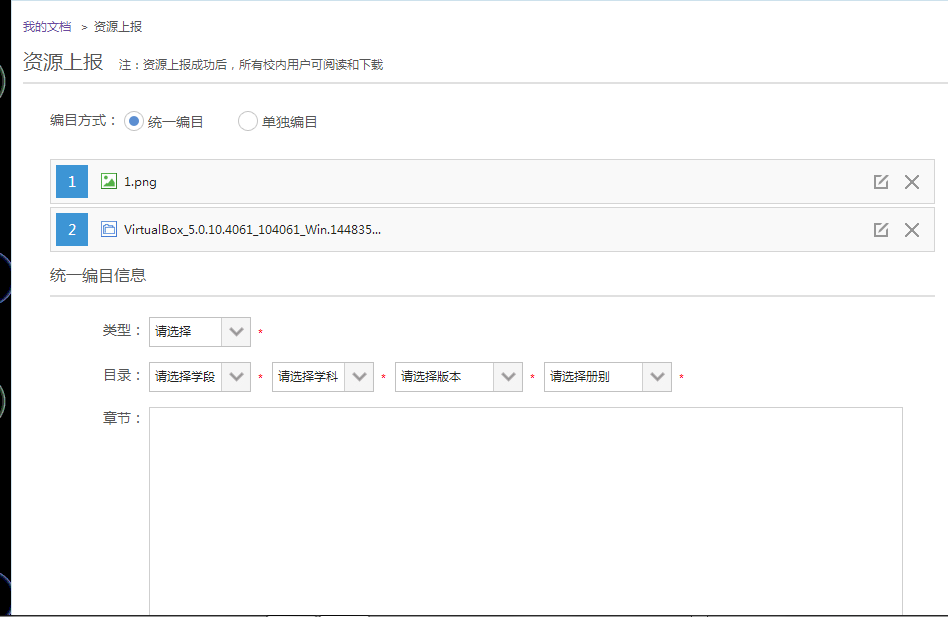 我的文档 > 资源上报
资源上报 注：资源上报成功后，所有校内用户可阅读和下载
编目方式： 统一编目 单独编目
1 1.png
2 VirtualBox_5.0.10.4061_104061_Win.144835...
统一编目信息
类型： 请选择 *
目录： 请选择学段 * 请选择学科 * 请选择版本 * 请选择册别 *
章节：